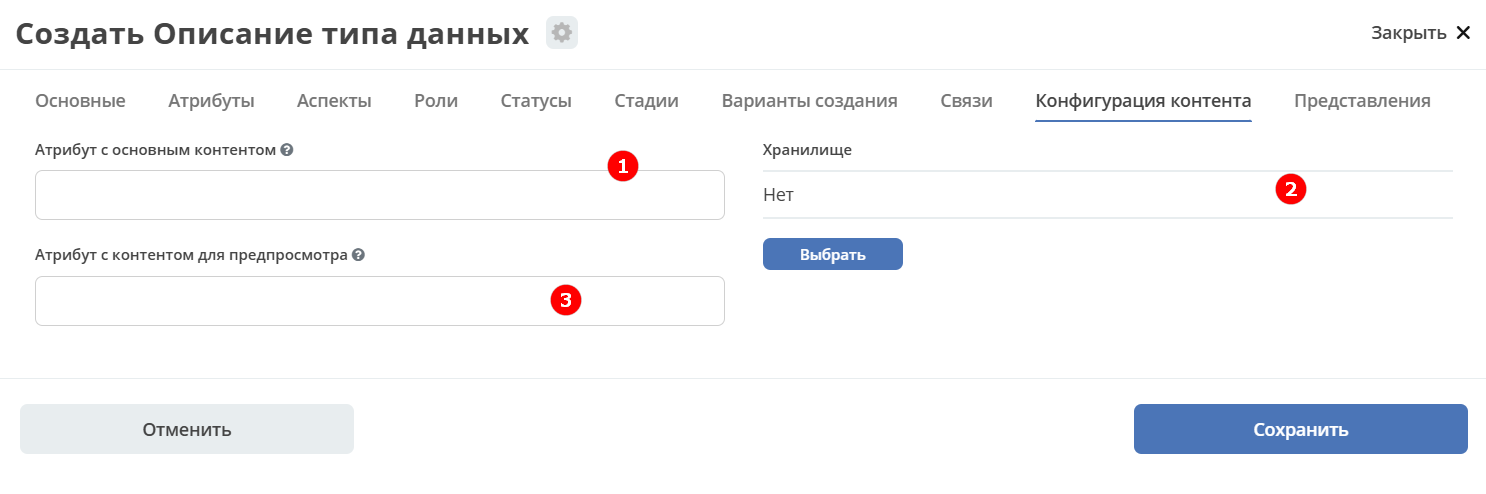 Создать Описание типа данных
Закрыть
Основные Атрибуты Аспекты Роли Статусы Стадии Варианты создания Связи Конфигурация контента Представления
Атрибут с основным контентом ?
1
Хранилище
Нет
2
Выбрать
Атрибут с контентом для предпросмотра ?
3
Отменить
Сохранить